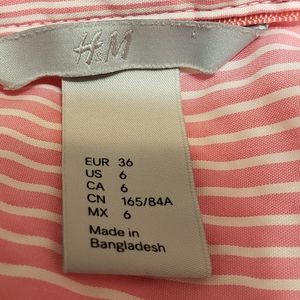 H&M
EUR 36
US 6
CA 6
CN 165/84A
MX 6
Made in
Bangladesh